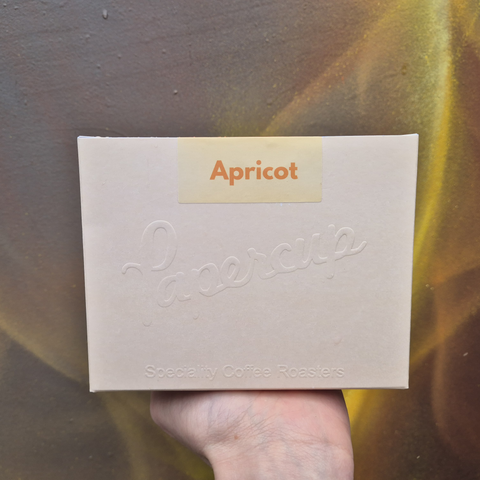 Apricot
Papercup
Speciality Coffee Roasters